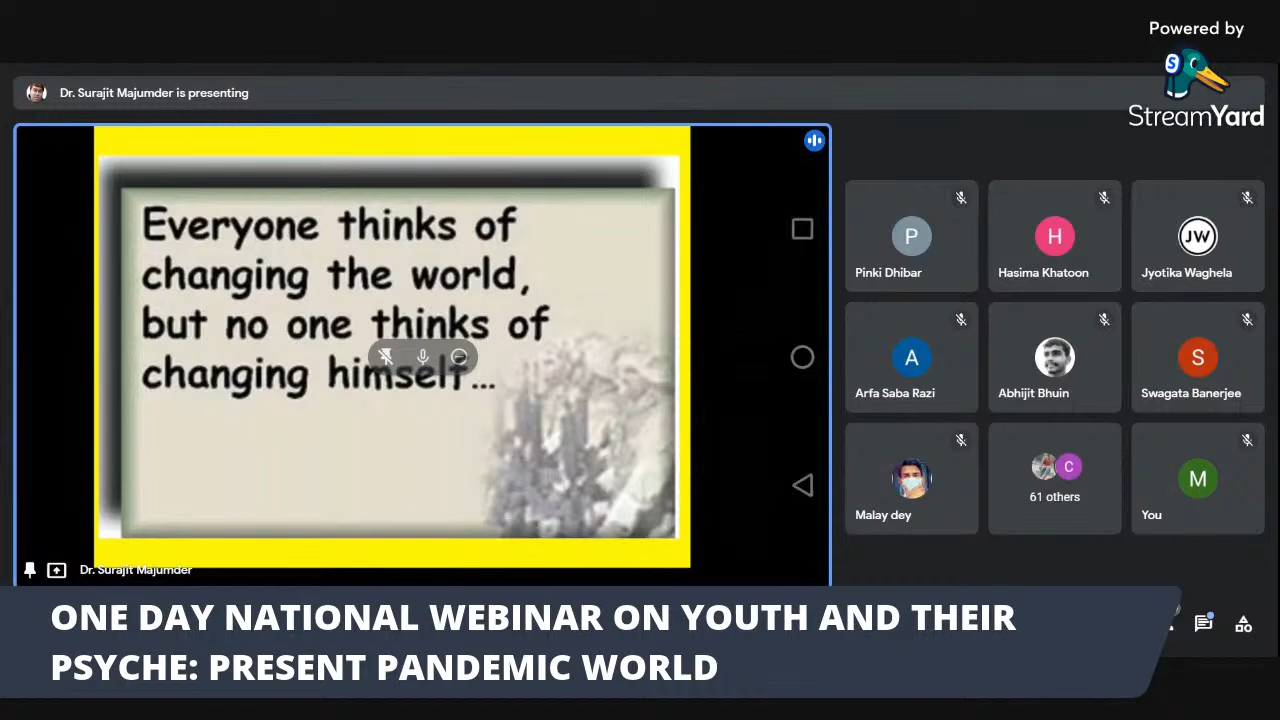 Powered by
StreamYard
Dr. Surajit Majumder is presenting
Everyone thinks of
changing the world,
but no one thinks of
changing himself...
Dr. Surajit Majumder
P
Pinki Dhibar
H
Hasima Khatoon
JW
Jyotika Waghela
A
Arfa Saba Razi
Abhijit Bhuin
S
Swagata Banerjee
Malay dey
C
61 others
M
You
ONE DAY NATIONAL WEBINAR ON YOUTH AND THEIR
PSYCHE: PRESENT PANDEMIC WORLD